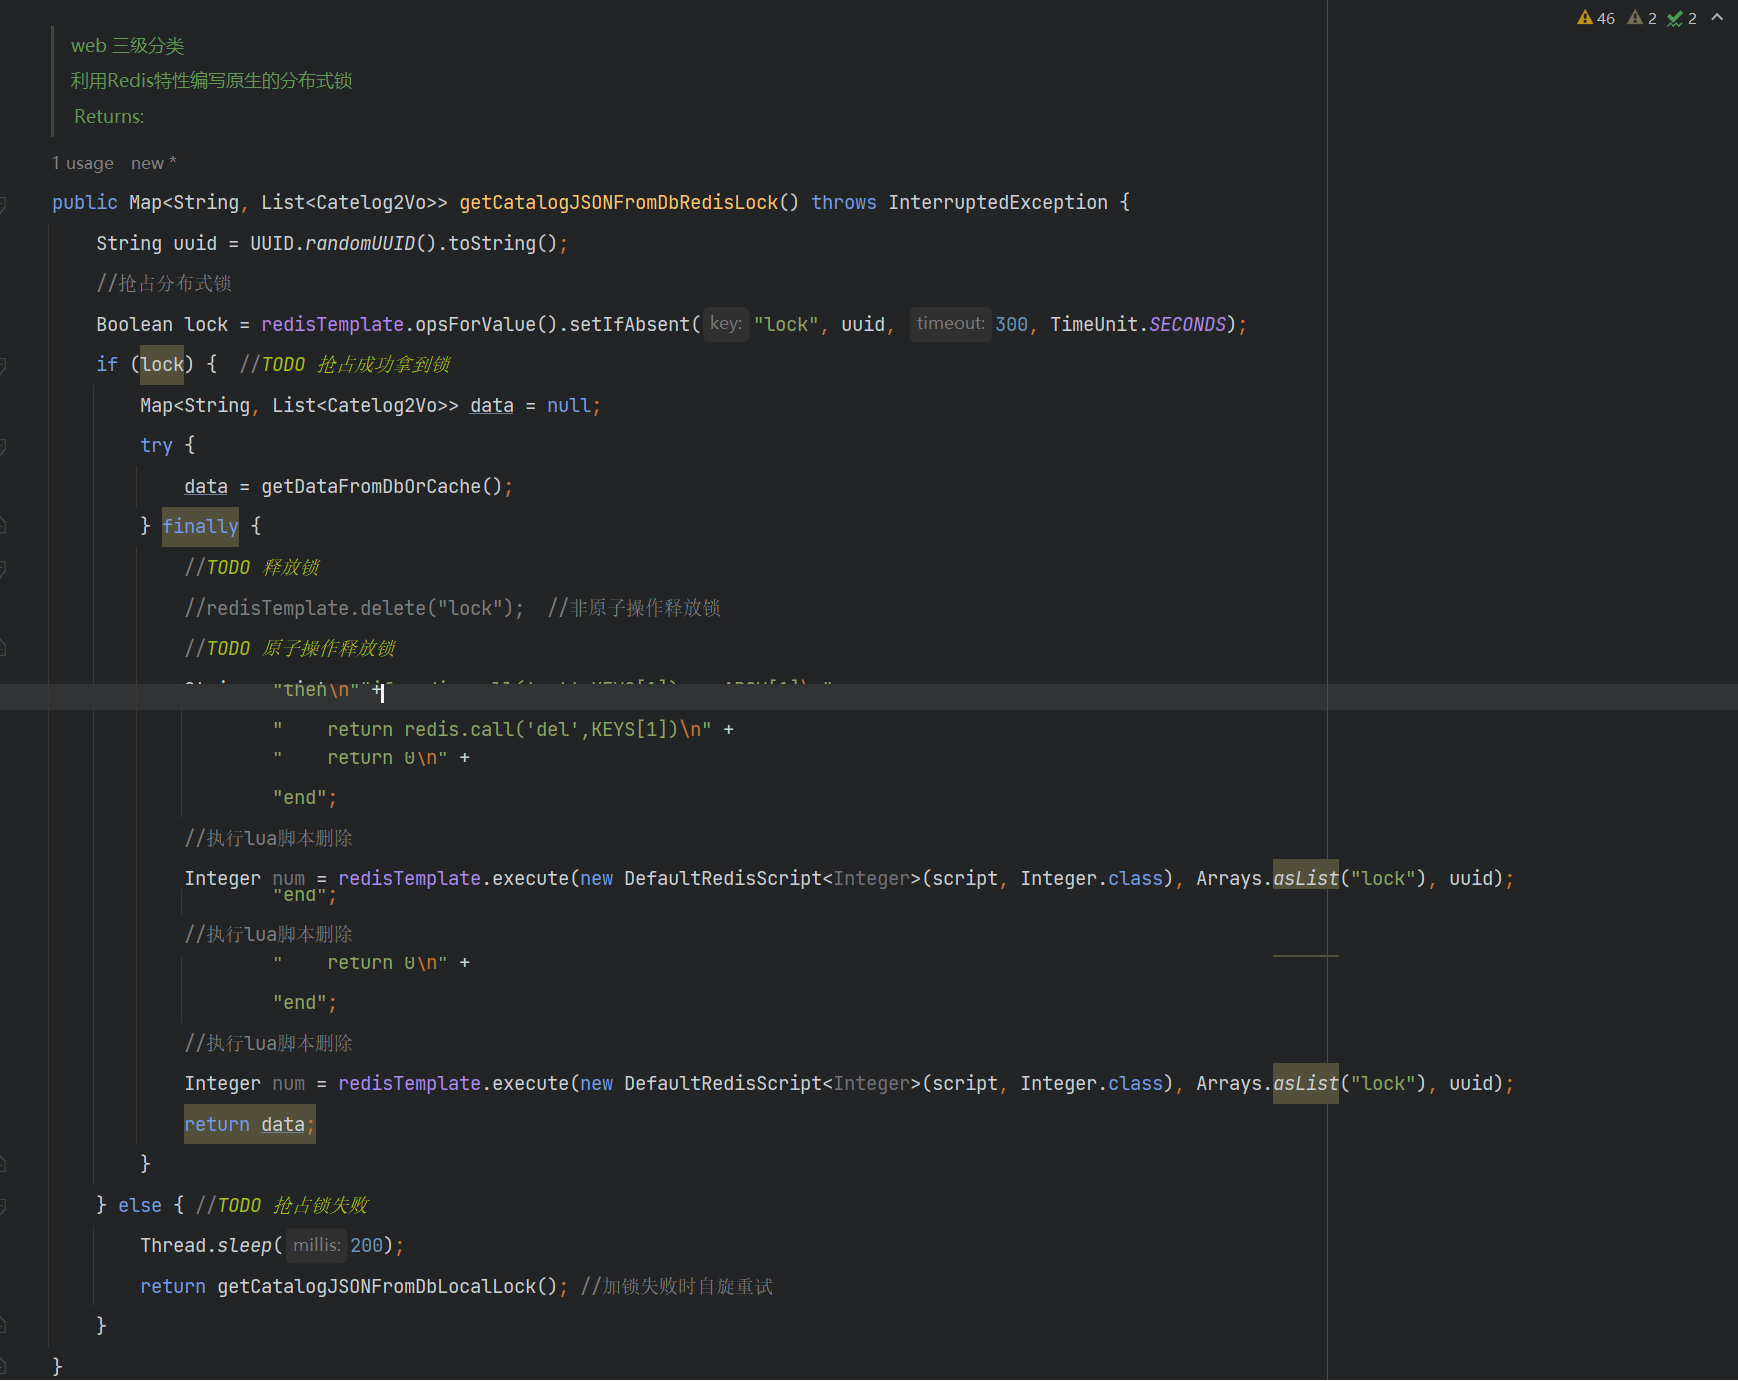 46 2 2
web 三级分类
利用Redis特性编写原生的分布式锁
Returns:
1 usage new *
public Map<String, List<Catelog2Vo>> getCatalogJSONFromDbRedisLock() throws InterruptedException {
String uuid = UUID.randomUUID().toString();
//抢占分布式锁
Boolean lock = redisTemplate.opsForValue().setIfAbsent( key: "lock", uuid, timeout: 300, TimeUnit.SECONDS);
if (lock) { //TODO 抢占成功拿到锁
Map<String, List<Catelog2Vo>> data = null;
try {
data = getDataFromDbOrCache();
} finally {
//TODO 释放锁
//redisTemplate.delete("lock"); //非原子操作释放锁
//TODO 原子操作释放锁
"then\n" +
" return redis.call('del',KEYS[1])\n" +
" return 0\n" +
"end";
//执行lua脚本删除
Integer num = redisTemplate.execute(new DefaultRedisScript<Integer>(script, Integer.class), Arrays.asList("lock"), uuid);
"end";
//执行lua脚本删除
" return 0\n" +
"end";
//执行lua脚本删除
Integer num = redisTemplate.execute(new DefaultRedisScript<Integer>(script, Integer.class), Arrays.asList("lock"), uuid);
return data;
}
} else { //TODO 抢占锁失败
Thread.sleep( millis: 200);
return getCatalogJSONFromDbLocalLock(); //加锁失败时自旋重试
}
}